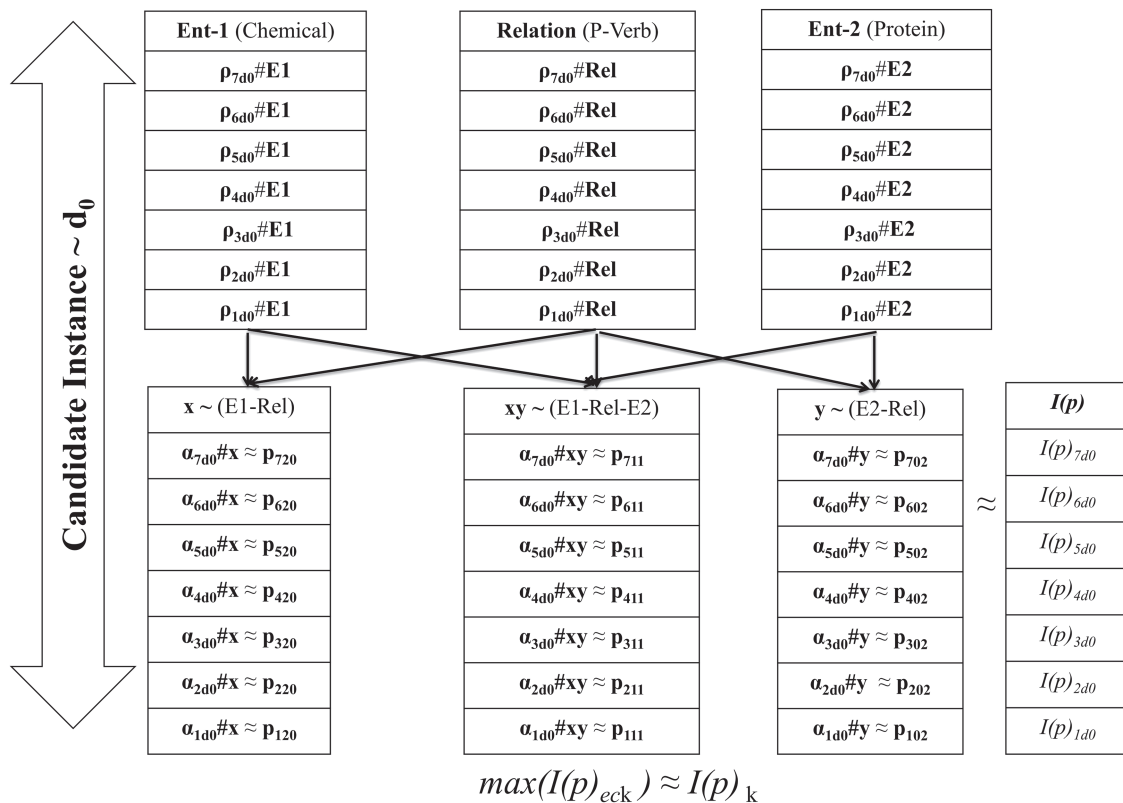 Candidate Instance ~ d₀
Ent-1 (Chemical)
ρ₇d0#E1
ρ₆d0#E1
ρ₅d0#E1
ρ₄d0#E1
ρ₃d0#E1
ρ₂d0#E1
ρ₁d0#E1
Relation (P-Verb)
ρ₇d0#Rel
ρ₆d0#Rel
ρ₅d0#Rel
ρ₄d0#Rel
ρ₃d0#Rel
ρ₂d0#Rel
ρ₁d0#Rel
Ent-2 (Protein)
ρ₇d0#E2
ρ₆d0#E2
ρ₅d0#E2
ρ₄d0#E2
ρ₃d0#E2
ρ₂d0#E2
ρ₁d0#E2
x ~ (E1-Rel)
α₇d0#x ≈ p₇₂₀
α₆d0#x ≈ p₆₂₀
α₅d0#x ≈ p₅₂₀
α₄d0#x ≈ p₄₂₀
α₃d0#x ≈ p₃₂₀
α₂d0#x ≈ p₂₂₀
α₁d0#x ≈ p₁₂₀
xy ~ (E1-Rel-E2)
α₇d0#xy ≈ p₇₁₁
α₆d0#xy ≈ p₆₁₁
α₅d0#xy ≈ p₅₁₁
α₄d0#xy ≈ p₄₁₁
α₃d0#xy ≈ p₃₁₁
α₂d0#xy ≈ p₂₁₁
α₁d0#xy ≈ p₁₁₁
y ~ (E2-Rel)
α₇d0#y ≈ p₇₀₂
α₆d0#y ≈ p₆₀₂
α₅d0#y ≈ p₅₀₂
α₄d0#y ≈ p₄₀₂
α₃d0#y ≈ p₃₀₂
α₂d0#y ≈ p₂₀₂
α₁d0#y ≈ p₁₀₂
≈
I(p)
I(p)₇d0
I(p)₆d0
I(p)₅d0
I(p)₄d0
I(p)₃d0
I(p)₂d0
I(p)₁d0
max(I(p)eck) ≈ I(p) k